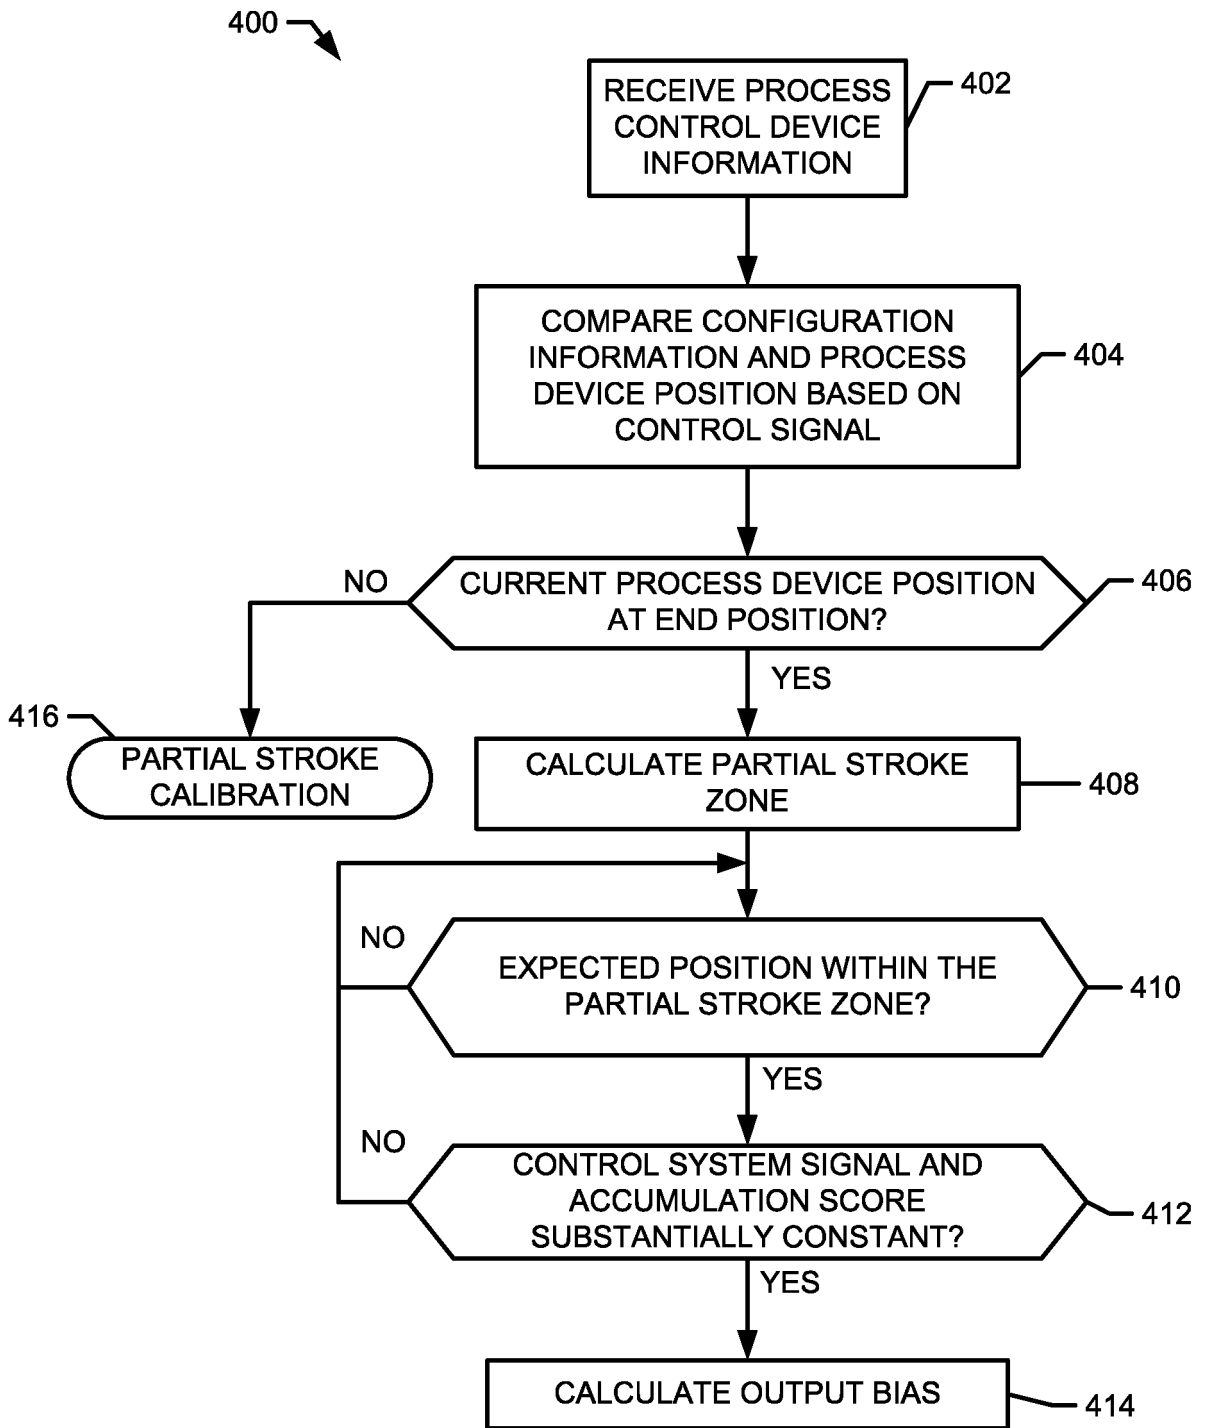 400
RECEIVE PROCESS
CONTROL DEVICE
INFORMATION
402
COMPARE CONFIGURATION
INFORMATION AND PROCESS
DEVICE POSITION BASED ON
CONTROL SIGNAL
404
NO
CURRENT PROCESS DEVICE POSITION
AT END POSITION?
406
YES
416
PARTIAL STROKE
CALIBRATION
CALCULATE PARTIAL STROKE
ZONE
408
NO
EXPECTED POSITION WITHIN THE
PARTIAL STROKE ZONE?
410
YES
NO
CONTROL SYSTEM SIGNAL AND
ACCUMULATION SCORE
SUBSTANTIALLY CONSTANT?
412
YES
CALCULATE OUTPUT BIAS
414